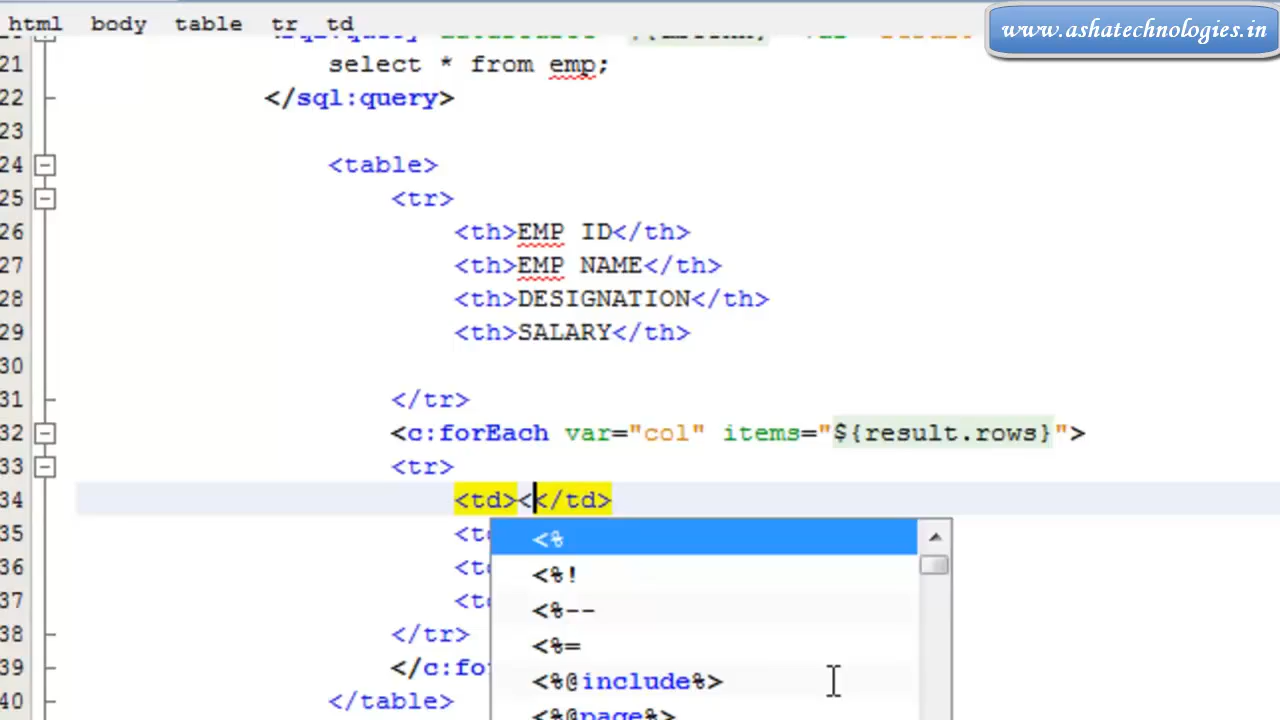 html body table tr td
www.ashatechnologies.in
21 select * from emp;
22 </sql:query>
23
24 <table>
25 <tr>
26 <th>EMP ID</th>
27 <th>EMP NAME</th>
28 <th>DESIGNATION</th>
29 <th>SALARY</th>
30
31 </tr>
32 <c:forEach var="col" items="${result.rows}">
33 <tr>
34 <td><</td>
35
<%
36
<%!
37
<%--
38 </tr>
<%=
39
<%@include%>
40 </table>
<%@page%>